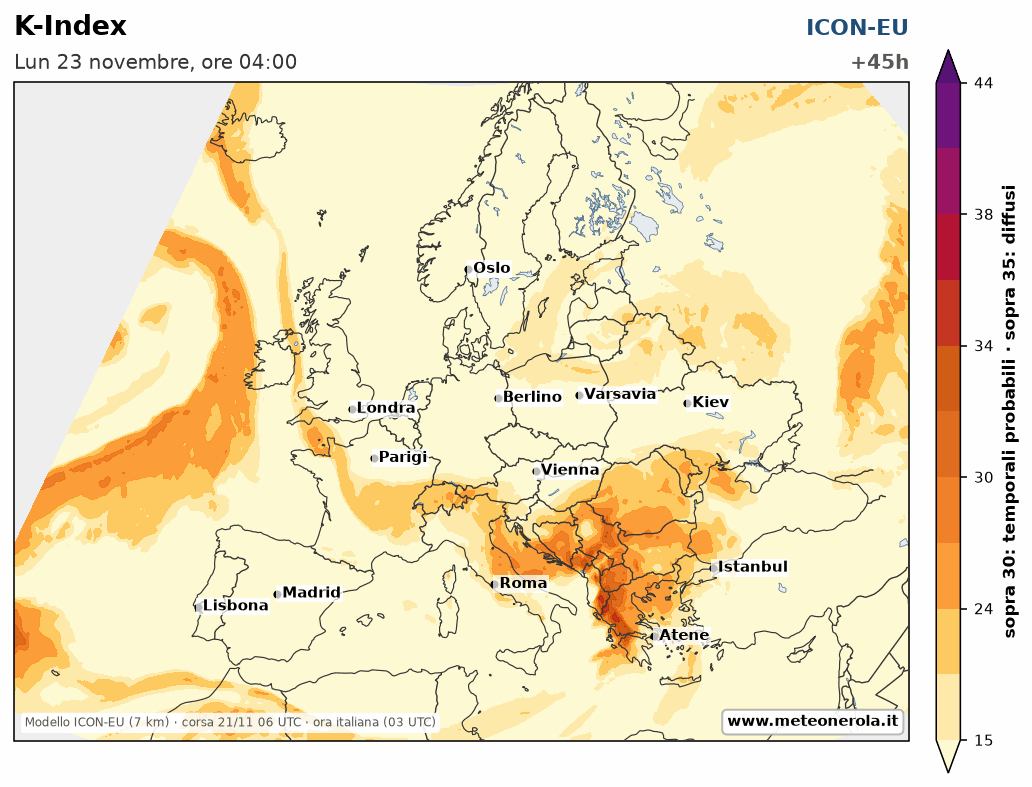 K-Index
ICON-EU
Lun 23 novembre, ore 04:00
+45h
44
38
34
30
24
15
sopra 30: temporali probabili · sopra 35: diffusi
Oslo
Berlino
Varsavia
Kiev
Londra
Parigi
Vienna
Istanbul
Roma
Madrid
Lisbona
Atene
Modello ICON-EU (7 km) · corsa 21/11 06 UTC · ora italiana (03 UTC)
www.meteonerola.it